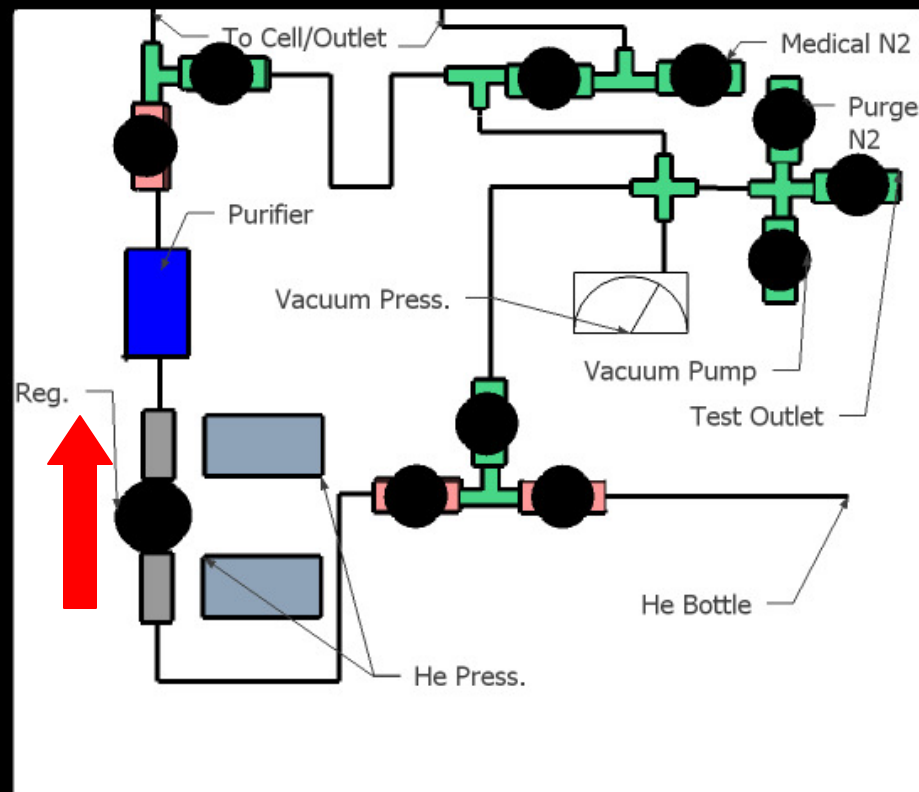 To Cell/Outlet
Medical N2
Purge
N2
Purifier
Vacuum Press.
Vacuum Pump
Reg.
Test Outlet
He Bottle
He Press.